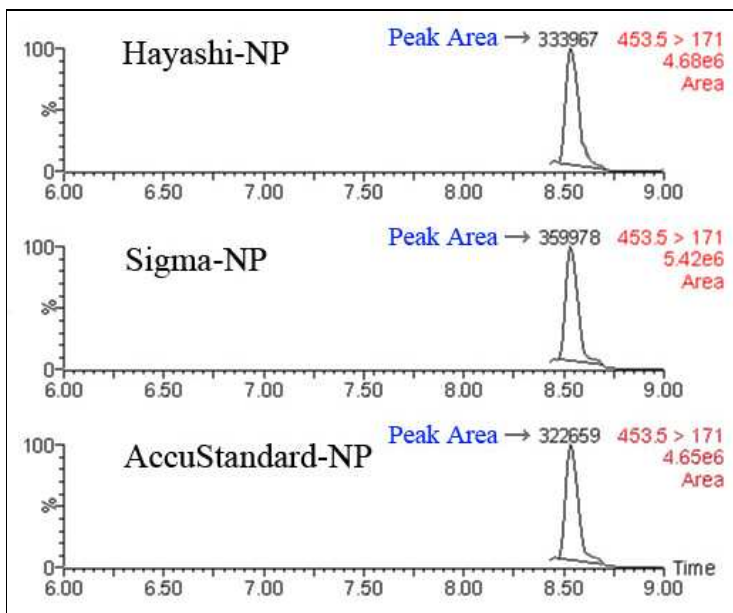 Hayashi-NP
Peak Area → 333967
453.5 > 171
4.68e6
Area
100
%
0
6.00 6.50 7.00 7.50 8.00 8.50 9.00
Sigma-NP
Peak Area → 359978
453.5 > 171
5.42e6
Area
100
%
0
6.00 6.50 7.00 7.50 8.00 8.50 9.00
AccuStandard-NP
Peak Area → 322659
453.5 > 171
4.65e6
Area
100
%
0
Time
6.00 6.50 7.00 7.50 8.00 8.50 9.00